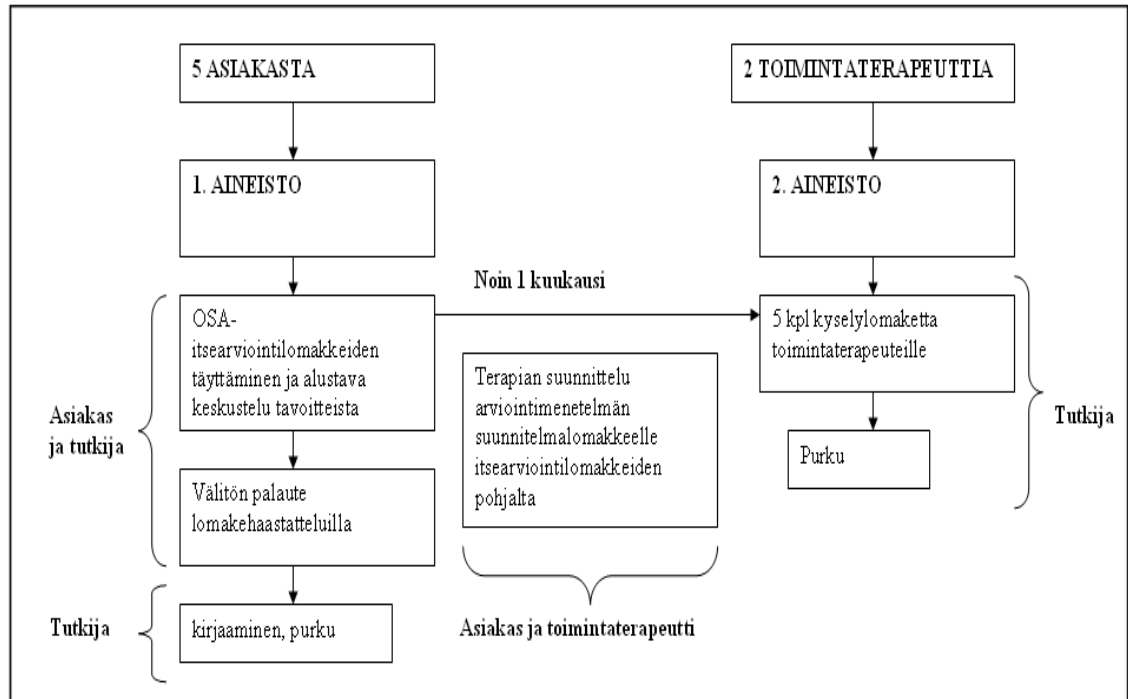 5 ASIAKASTA
2 TOIMINTATERAPEUTTIA
1. AINEISTO
2. AINEISTO
Noin 1 kuukausi
Asiakas
ja tutkija
OSA-
itsearviointilomakkeiden
täyttäminen ja alustava
keskustelu tavoitteista
Välitön palaute
lomakehaastatteluilla
Tutkija
kirjaaminen, purku
Terapian suunnittelu
arviointimenetelmän
suunnitelmalomakkeelle
itsearviointilomakkeiden
pohjalta
Asiakas ja toimintaterapeutti
5 kpl kyselylomaketta
toimintaterapeuteille
Purku
Tutkija